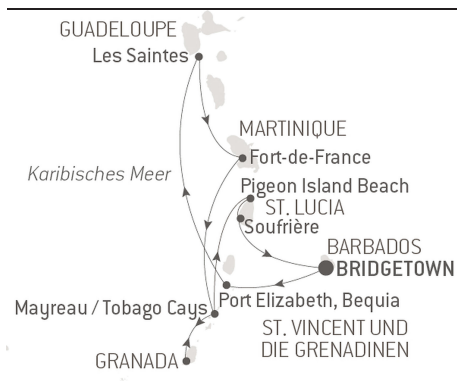 GUADELOUPE
Les Saintes
MARTINIQUE
Fort-de-France
Karibisches Meer
Pigeon Island Beach
ST. LUCIA
Soufrière
BARBADOS
BRIDGETOWN
Port Elizabeth, Bequia
Mayreau / Tobago Cays
ST. VINCENT UND
DIE GRENADINEN
GRANADA